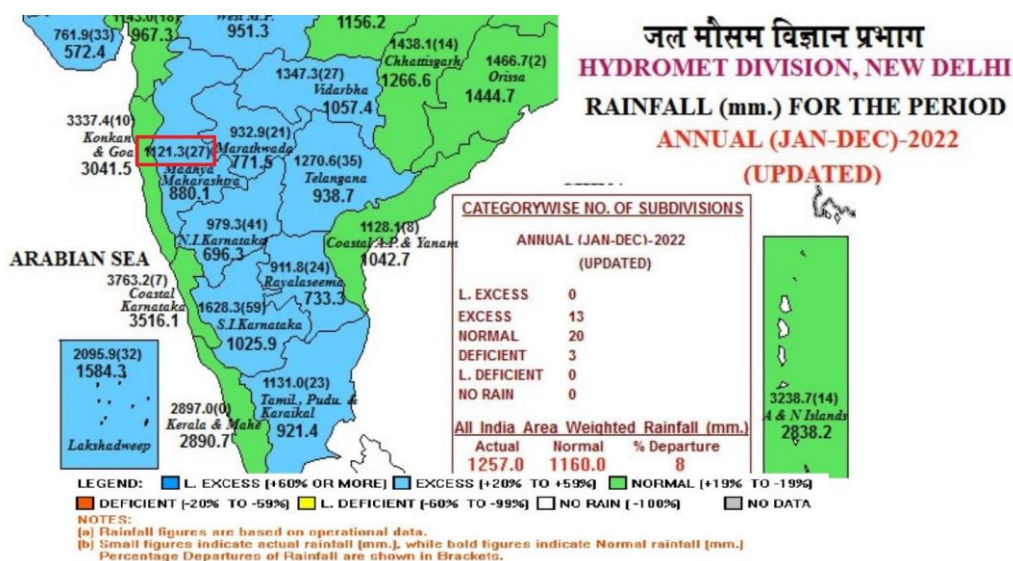 1143.0(18)
967.3
West M.P.
951.3
1156.2
761.9(33)
572.4
1438.1(14)
Chhattisgarh
1266.6
1466.7(2)
Orissa
1444.7
1347.3(27)
Vidarbha
1057.4
3337.4(10)
Konkan
& Goa
3041.5
1121.3(27)
Madhya
Maharashtra
880.1
932.9(21)
Marathwada
771.5
1270.6(35)
Telangana
938.7
979.3(41)
N.I.Karnataka
696.3
1128.1(8)
Coastal A.P.& Yanam
1042.7
ARABIAN SEA
911.8(24)
Rayalaseema
733.3
3763.2(7)
Coastal
Karnataka
3516.1
1628.3(59)
S.I.Karnataka
1025.9
2095.9(32)
1584.3
Lakshadweep
1131.0(23)
Tamil., Pudu. &
Karaikal
921.4
2897.0(0)
Kerala & Mahe
2890.7
जल मौसम विज्ञान प्रभाग
HYDROMET DIVISION, NEW DELHI
RAINFALL (mm.) FOR THE PERIOD
ANNUAL (JAN-DEC)-2022
(UPDATED)
CATEGORYWISE NO. OF SUBDIVISIONS
ANNUAL (JAN-DEC)-2022
(UPDATED)
L. EXCESS 0
EXCESS 13
NORMAL 20
DEFICIENT 3
L. DEFICIENT 0
NO RAIN 0
All India Area Weighted Rainfall (mm.)
Actual Normal % Departure
1257.0 1160.0 8
3238.7(14)
A & N Islands
2838.2
LEGEND: L. EXCESS (+60% OR MORE) EXCESS (+20% TO +59%) NORMAL (+19% TO -19%)
DEFICIENT (-20% TO -59%) L. DEFICIENT (-60% TO -99%) NO RAIN (-100%) NO DATA
NOTES:
(a) Rainfall figures are based on operational data.
(b) Small figures indicate actual rainfall (mm.), while bold figures indicate Normal rainfall (mm.)
Percentage Departures of Rainfall are shown in Brackets.